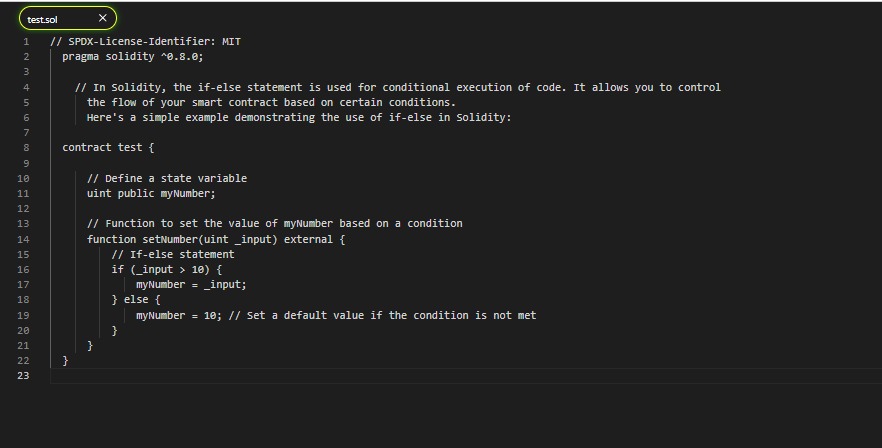 test.sol ×
1 // SPDX-License-Identifier: MIT
2 pragma solidity ^0.8.0;
3
4 // In Solidity, the if-else statement is used for conditional execution of code. It allows you to control
5 the flow of your smart contract based on certain conditions.
6 Here's a simple example demonstrating the use of if-else in Solidity:
7
8 contract test {
9
10 // Define a state variable
11 uint public myNumber;
12
13 // Function to set the value of myNumber based on a condition
14 function setNumber(uint _input) external {
15 // If-else statement
16 if (_input > 10) {
17 myNumber = _input;
18 } else {
19 myNumber = 10; // Set a default value if the condition is not met
20 }
21 }
22 }
23